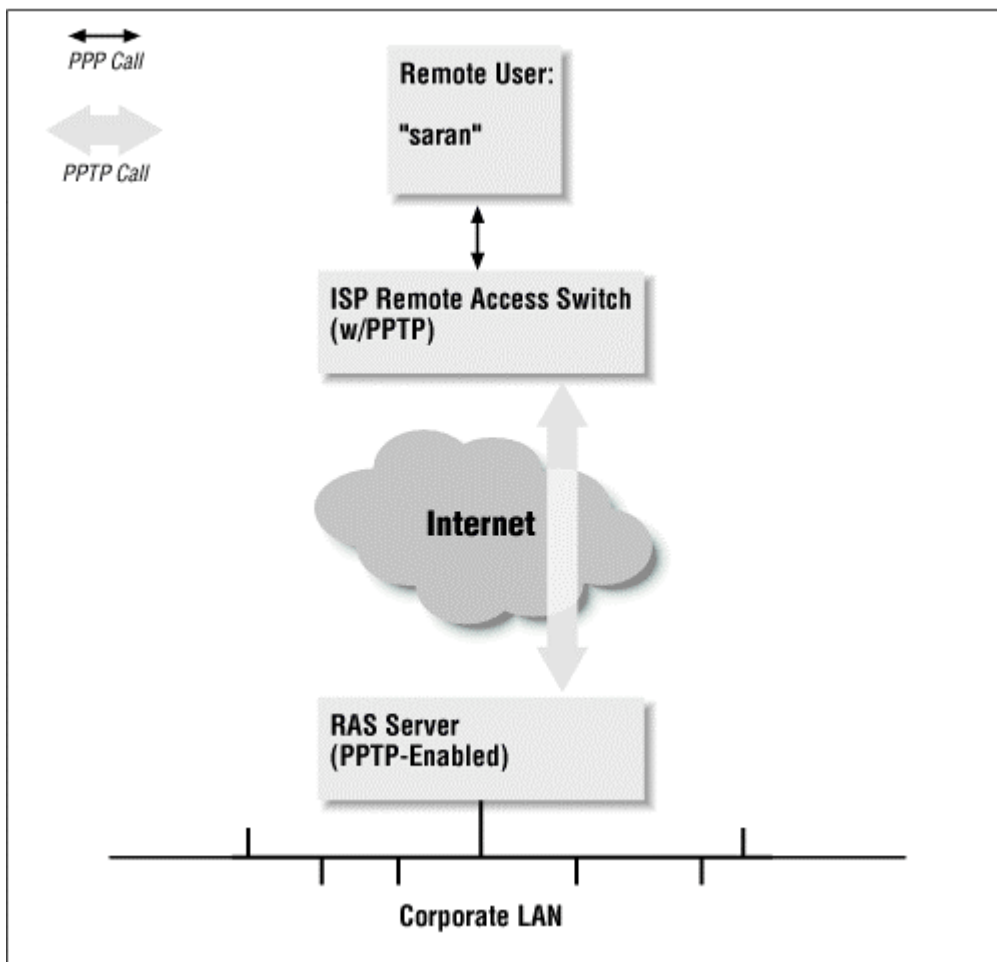 PPP Call
PPTP Call
Remote User:
"saran"
ISP Remote Access Switch
(w/PPTP)
Internet
RAS Server
(PPTP-Enabled)
Corporate LAN